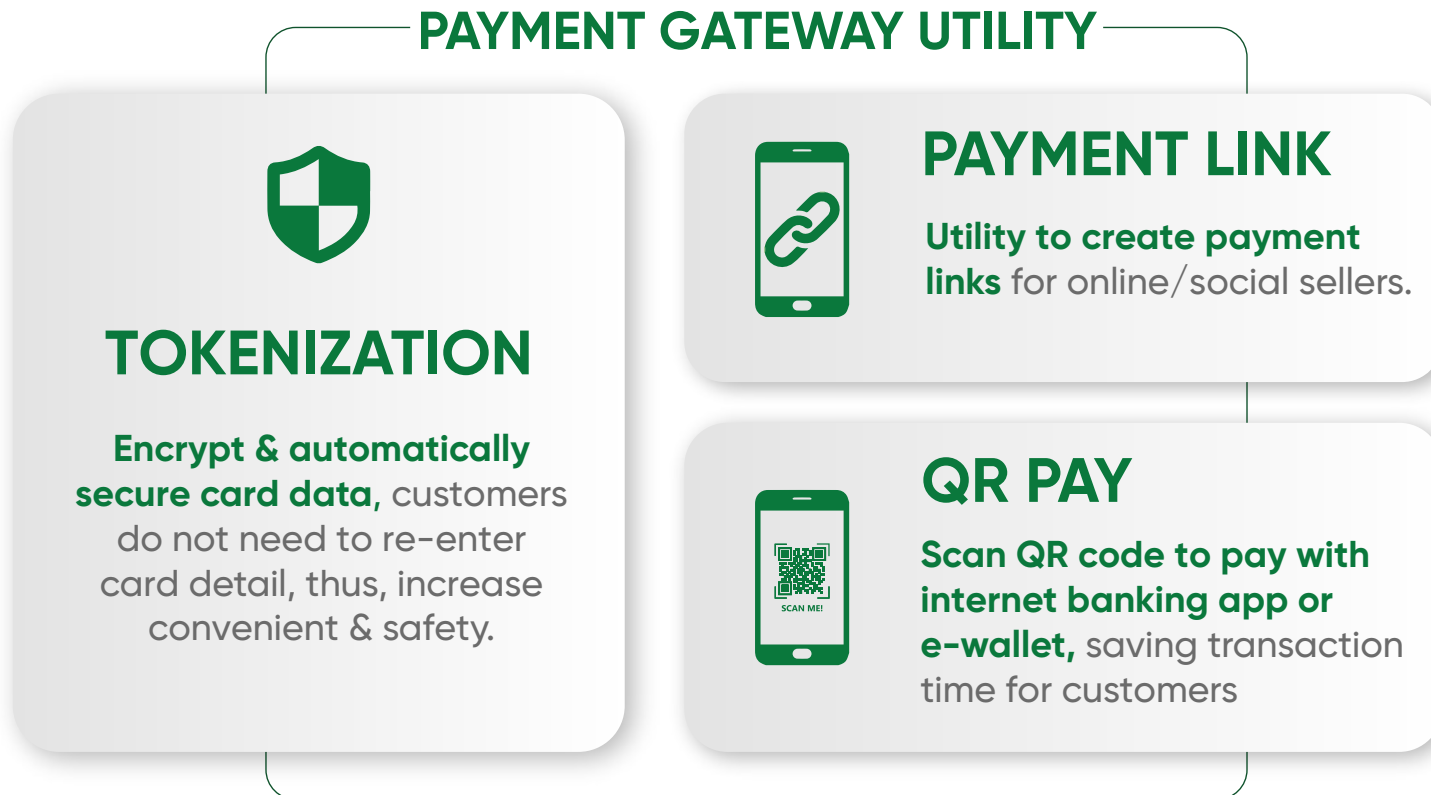 PAYMENT GATEWAY UTILITY
TOKENIZATION
Encrypt & automatically
secure card data, customers
do not need to re-enter
card detail, thus, increase
convenient & safety.
PAYMENT LINK
Utility to create payment
links for online/social sellers.
QR PAY
SCAN ME!
Scan QR code to pay with
internet banking app or
e-wallet, saving transaction
time for customers